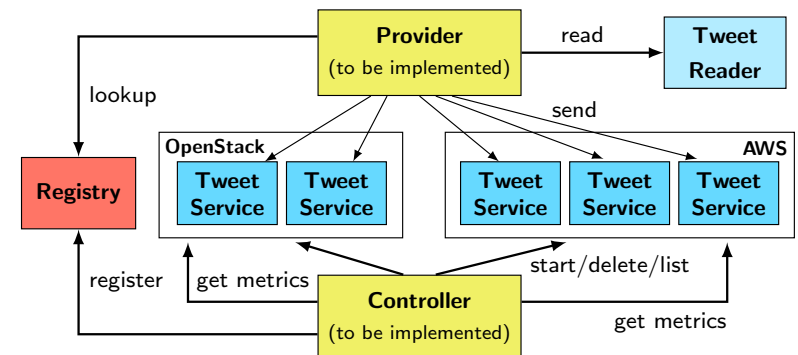 Provider
(to be implemented)
read
Tweet
Reader
lookup
send
OpenStack
AWS
Registry
Tweet
Service
Tweet
Service
Tweet
Service
Tweet
Service
Tweet
Service
register
get metrics
start/delete/list
Controller
(to be implemented)
get metrics